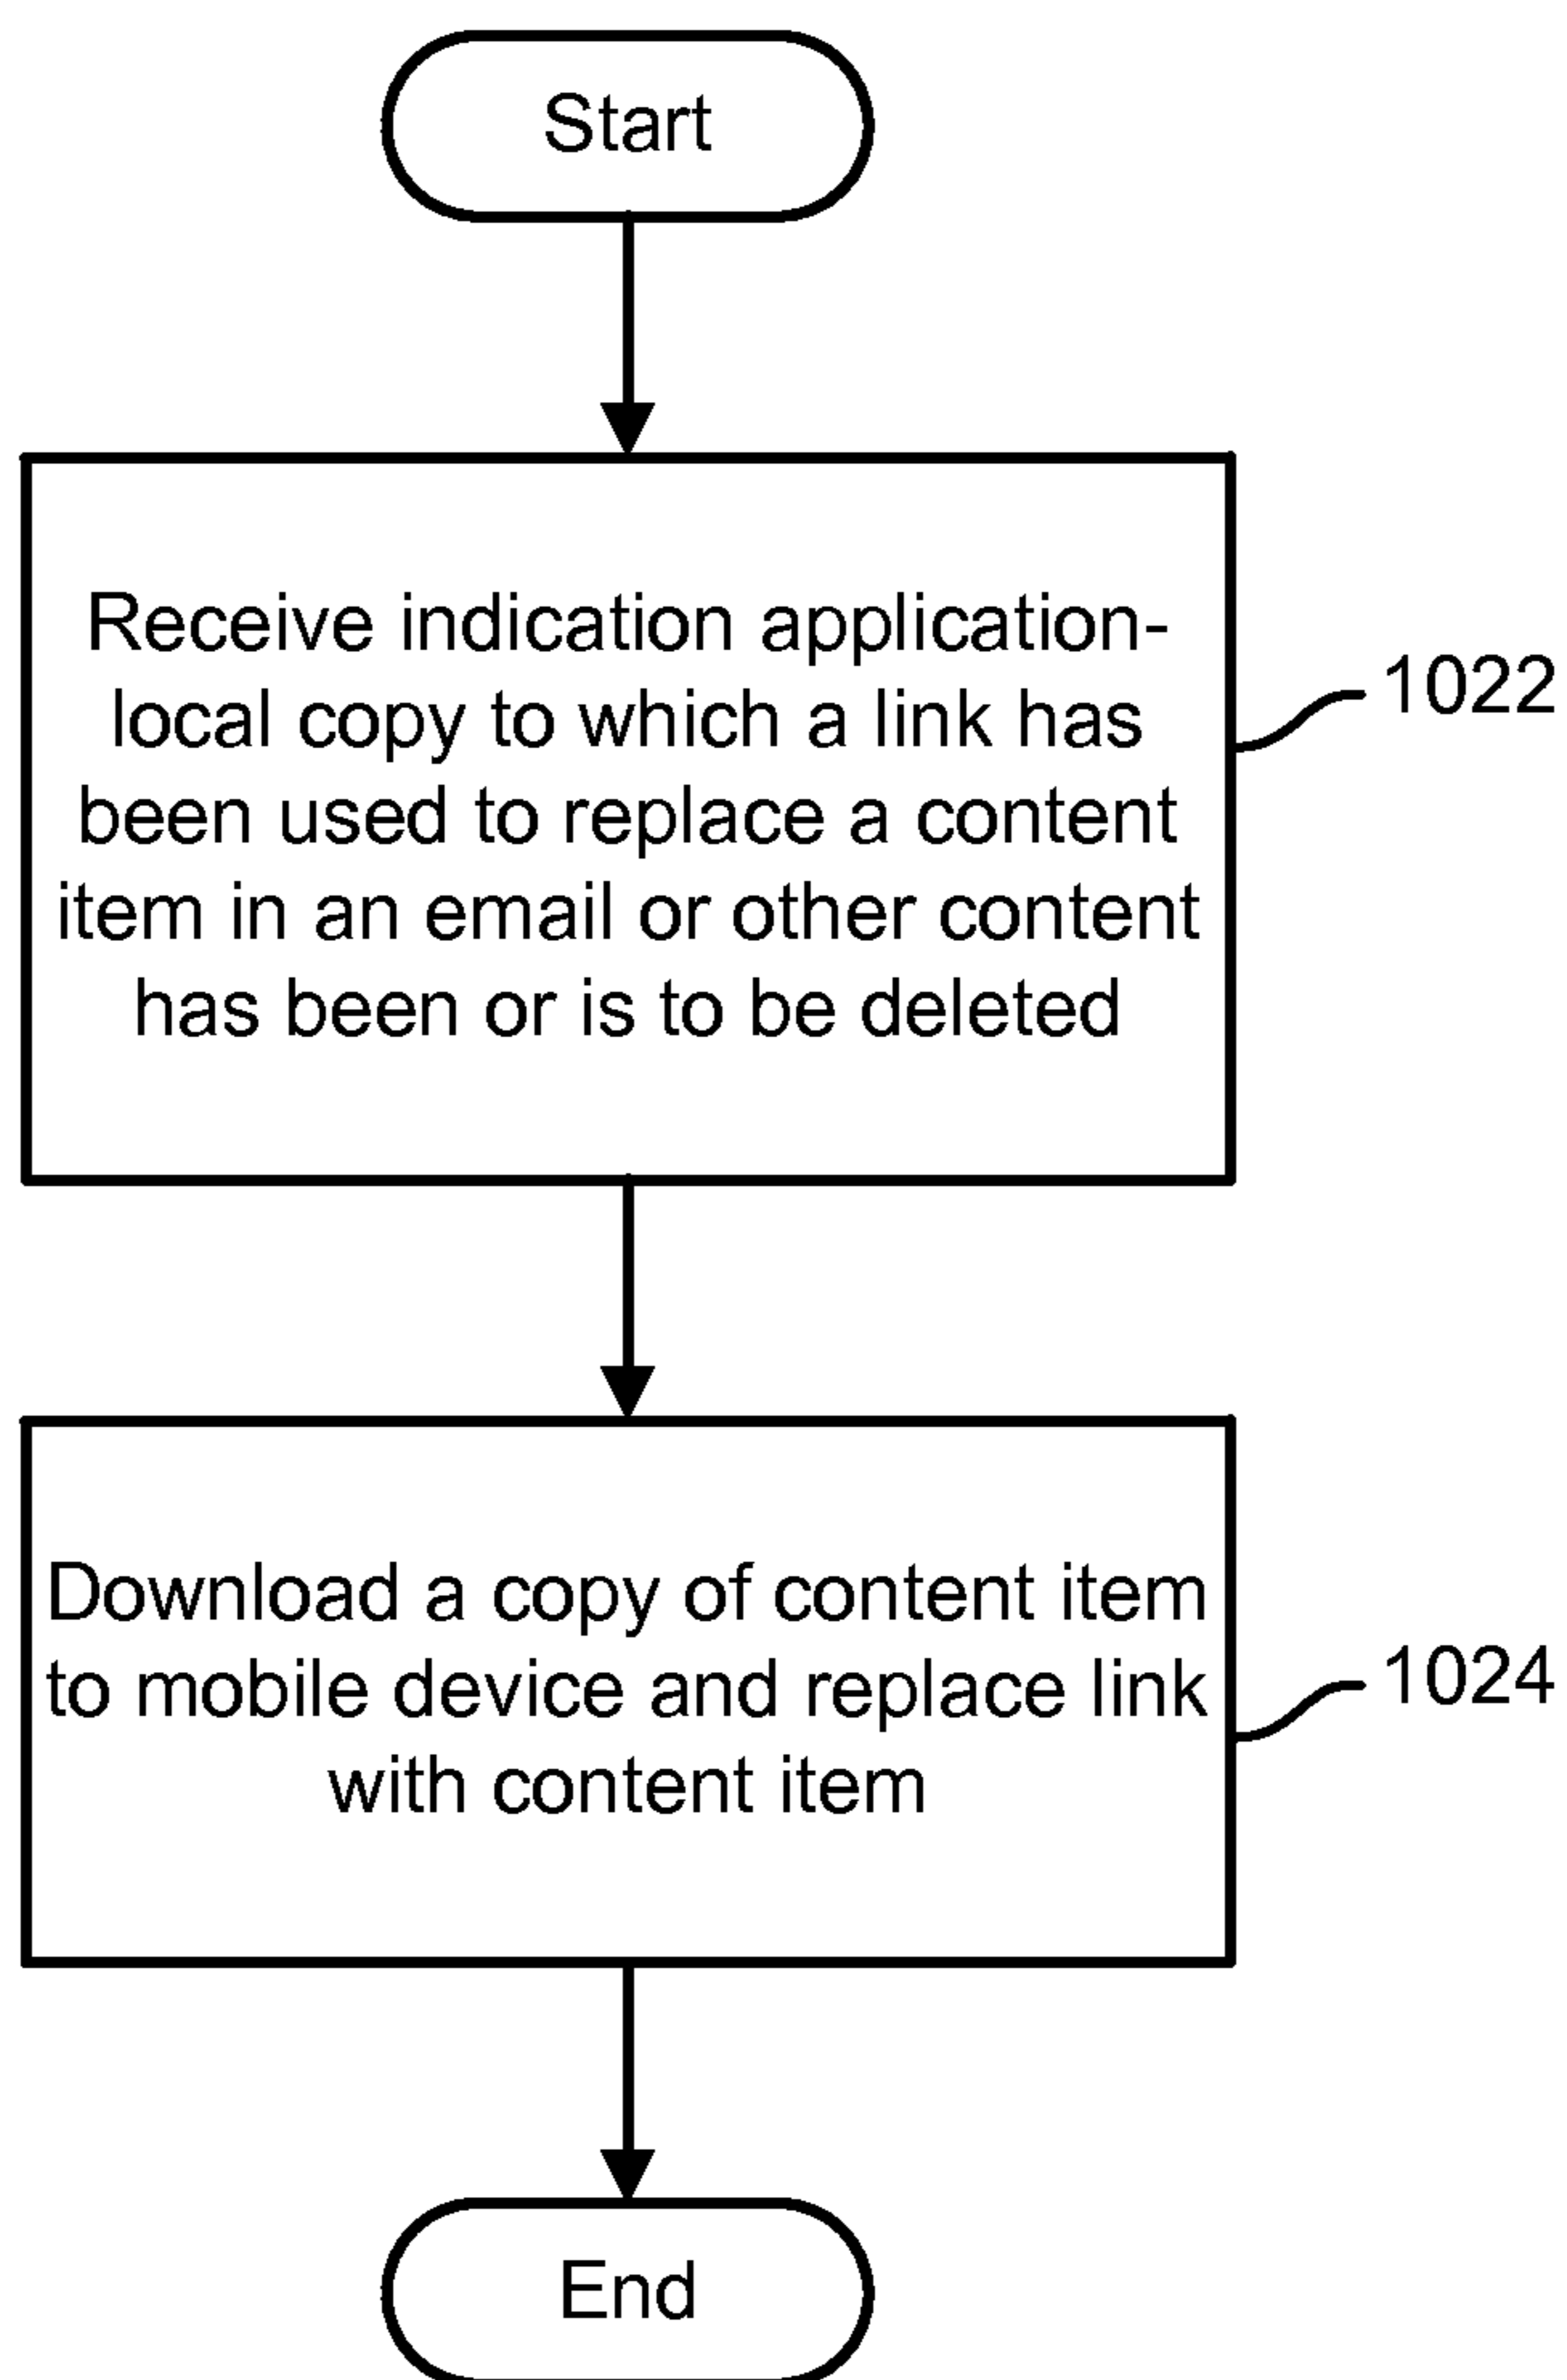 Start
Receive indication application-
local copy to which a link has
been used to replace a content
item in an email or other content
has been or is to be deleted
1022
Download a copy of content item
to mobile device and replace link
with content item
1024
End